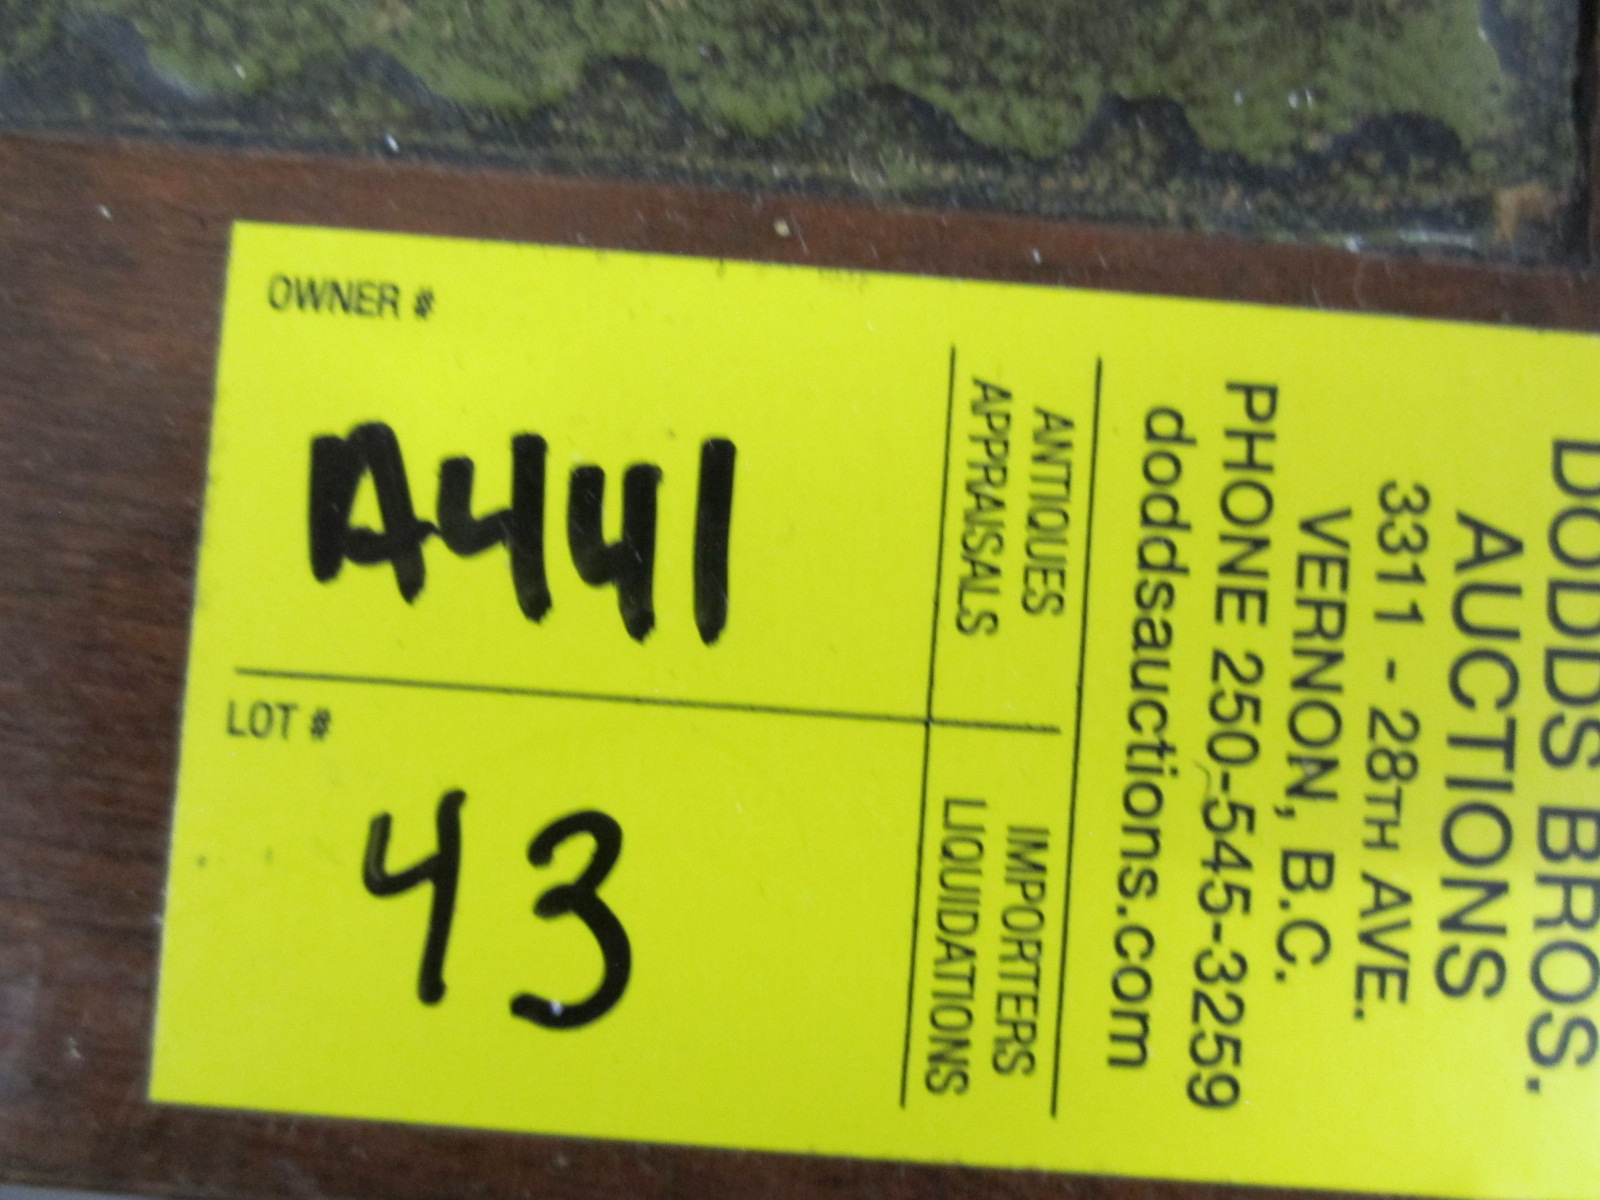 OWNER #
A441
LOT #
43
DODDS BROS.
AUCTIONS
3311 - 28TH AVE.
VERNON, B.C.
PHONE 250-545-3259
doddsauctions.com
ANTIQUES
APPRAISALS
IMPORTERS
LIQUIDATIONS